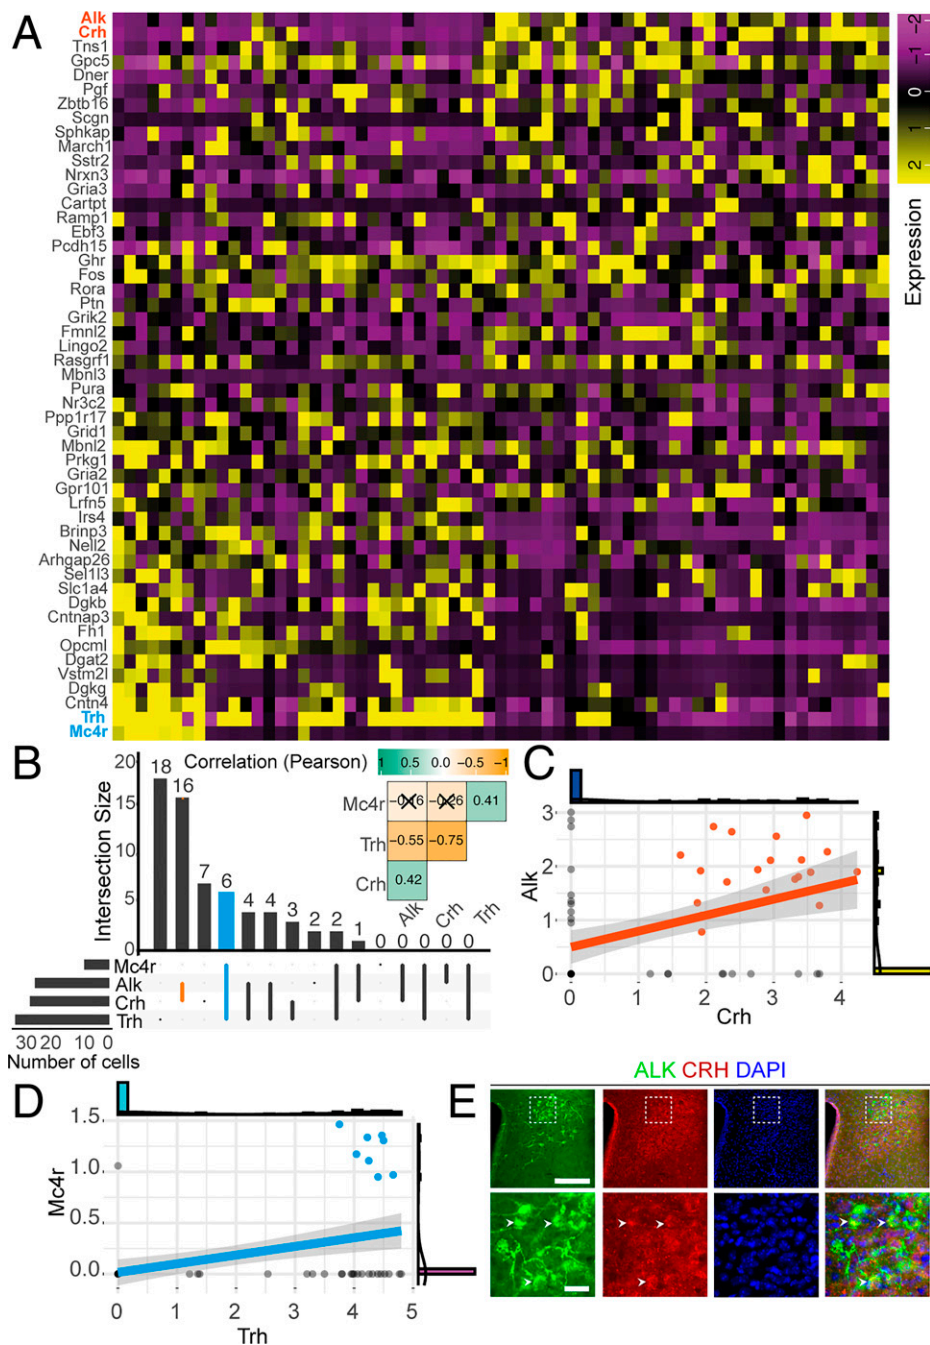 A
Alk
Crh
Tns1
Gpc5
Dner
Pgf
Zbtb16
Scgn
Sphkap
March1
Sstr2
Nrxn3
Gria3
Cartpt
Ramp1
Ebf3
Pcdh15
Ghr
Fos
Rora
Ptn
Grik2
Fmnl2
Lingo2
Rasgrf1
Mbnl3
Pura
Nr3c2
Ppp1r17
Grid1
Mbnl2
Prkg1
Gria2
Gpr101
Lrfn5
Irs4
Brinp3
Nell2
Arhgap26
Sel1l3
Slc1a4
Dgkb
Cntnap3
Fh1
Opcml
Dgat2
Vstm2l
Dgkg
Cntn4
Trh
Mc4r
-2
-1
0
1
2
Expression
B
Correlation (Pearson)
1 0.5 0.0 -0.5 -1
Mc4r -0.16 -0.26 0.41
Trh -0.55 -0.75
Crh 0.42
Alk Crh Trh
Intersection Size
20
15
10
5
0
18 16 7 6 4 4 3 2 2 1 0 0 0 0 0
Mc4r
Alk
Crh
Trh
30 20 10 0
Number of cells
C
Alk
3
2
1
0
0 1 2 3 4
Crh
D
Mc4r
1.5
1.0
0.5
0.0
0 1 2 3 4 5
Trh
E
ALK CRH DAPI